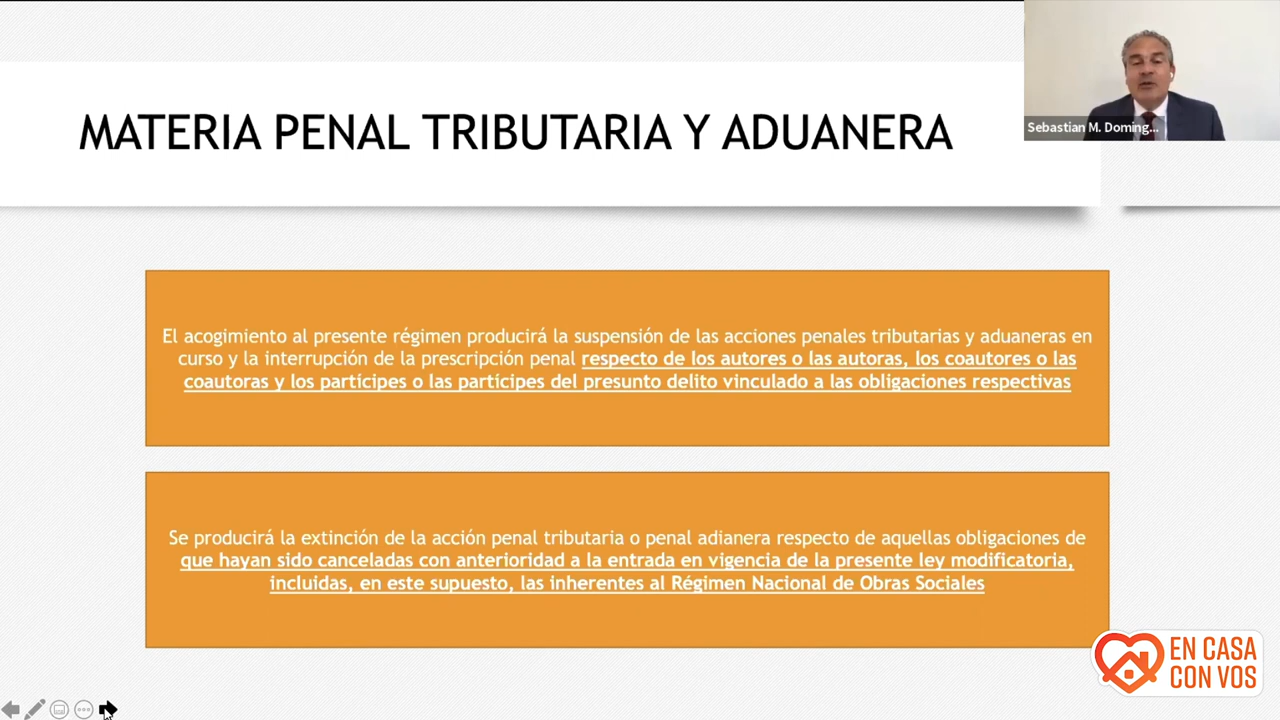 MATERIA PENAL TRIBUTARIA Y ADUANERA
Sebastian M. Doming...
El acogimiento al presente régimen producirá la suspensión de las acciones penales tributarias y aduaneras en
curso y la interrupción de la prescripción penal respecto de los autores o las autoras, los coautores o las
coautoras y los partícipes o las partícipes del presunto delito vinculado a las obligaciones respectivas
Se producirá la extinción de la acción penal tributaria o penal adianera respecto de aquellas obligaciones de
que hayan sido canceladas con anterioridad a la entrada en vigencia de la presente ley modificatoria,
incluidas, en este supuesto, las inherentes al Régimen Nacional de Obras Sociales
EN CASA
CON VOS